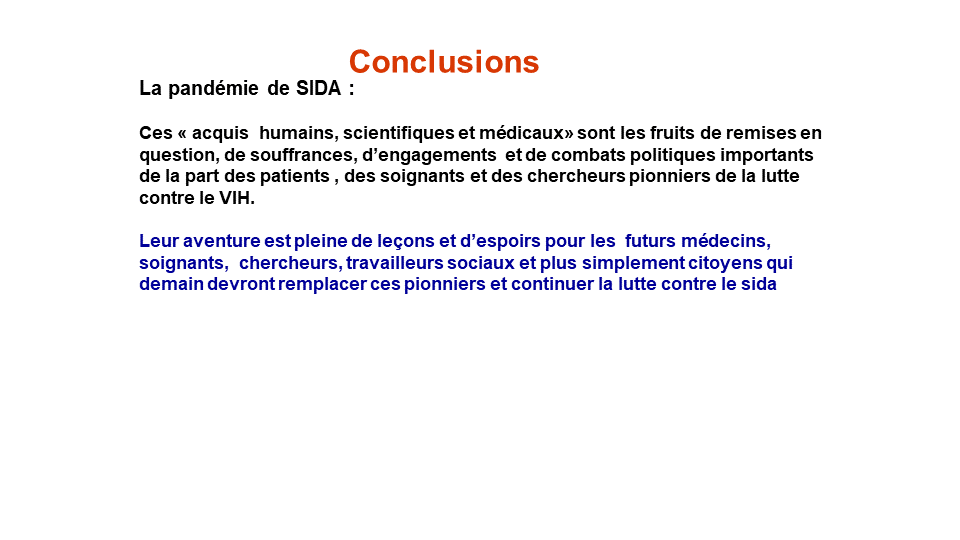 Conclusions
La pandémie de SIDA :
Ces « acquis humains, scientifiques et médicaux» sont les fruits de remises en
question, de souffrances, d’engagements et de combats politiques importants
de la part des patients , des soignants et des chercheurs pionniers de la lutte
contre le VIH.
Leur aventure est pleine de leçons et d’espoirs pour les futurs médecins,
soignants, chercheurs, travailleurs sociaux et plus simplement citoyens qui
demain devront remplacer ces pionniers et continuer la lutte contre le sida